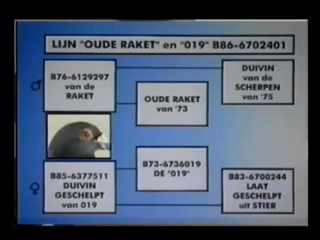 LIJN "OUDE RAKET" en "019" B86-6702401
B76-6129297
van de
RAKET
OUDE RAKET
van '73
DUIVIN
van de
SCHERPEN
van '75
B85-6377511
DUIVIN
GESCHELPT
van 019
B73-6736019
DE "019"
B83-6700244
LAAT
GESCHELPT
uit STIER